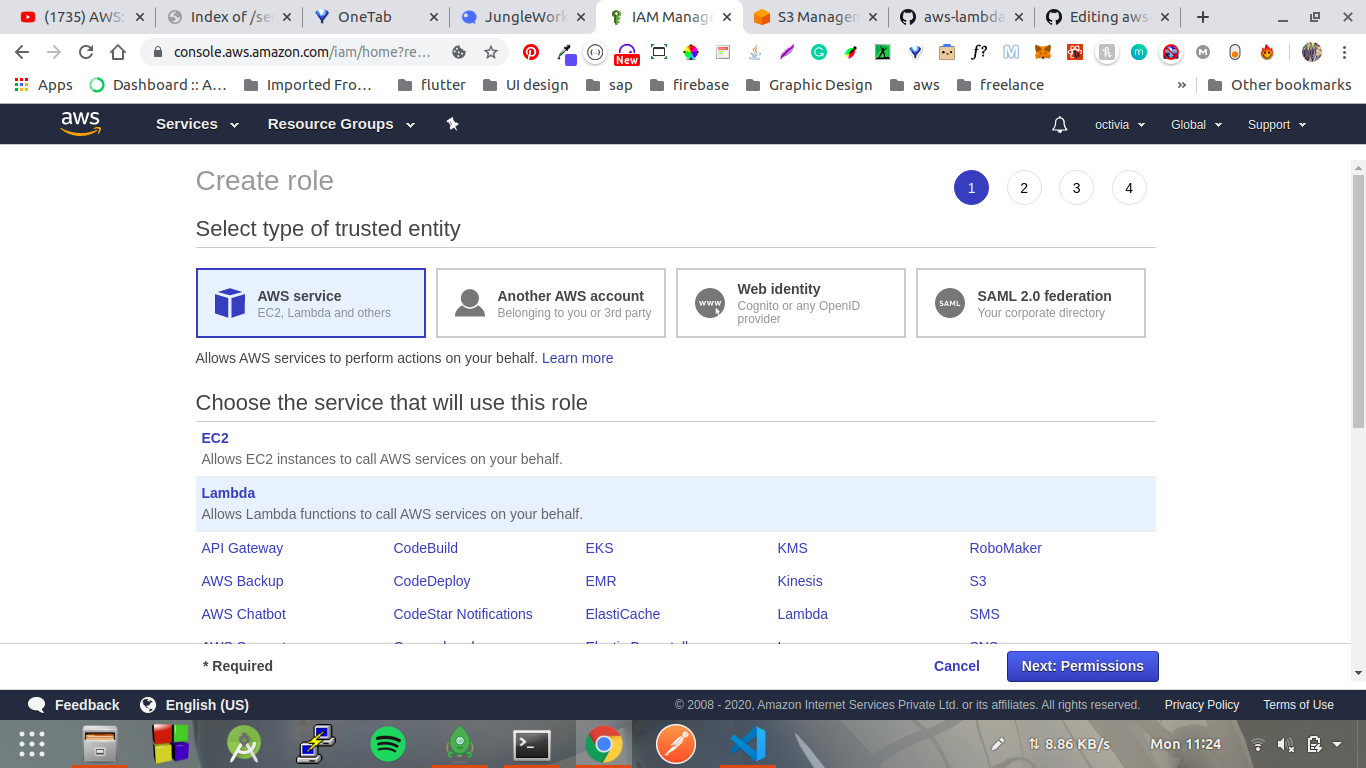 (1735) AWS: Index of /se OneTab JungleWork IAM Manage S3 Managem aws-lambda Editing aws
console.aws.amazon.com/iam/home?re… New f?
Apps Dashboard :: A… Imported Fro… flutter UI design sap firebase Graphic Design aws freelance » Other bookmarks
aws Services Resource Groups octivia Global Support
Create role 1 2 3 4
Select type of trusted entity
AWS service
EC2, Lambda and others
Another AWS account
Belonging to you or 3rd party
www
Web identity
Cognito or any OpenID
provider
SAML
SAML 2.0 federation
Your corporate directory
Allows AWS services to perform actions on your behalf. Learn more
Choose the service that will use this role
EC2
Allows EC2 instances to call AWS services on your behalf.
Lambda
Allows Lambda functions to call AWS services on your behalf.
API Gateway CodeBuild EKS KMS RoboMaker
AWS Backup CodeDeploy EMR Kinesis S3
AWS Chatbot CodeStar Notifications ElastiCache Lambda SMS
* Required Cancel Next: Permissions
Feedback English (US) © 2008 - 2020, Amazon Internet Services Private Ltd. or its affiliates. All rights reserved. Privacy Policy Terms of Use
8.86 KB/s Mon 11:24